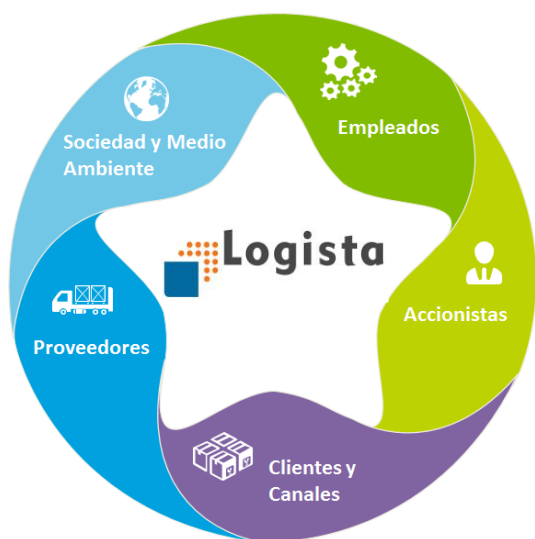 Empleados
Sociedad y Medio
Ambiente
Logista
Accionistas
Proveedores
Clientes y
Canales